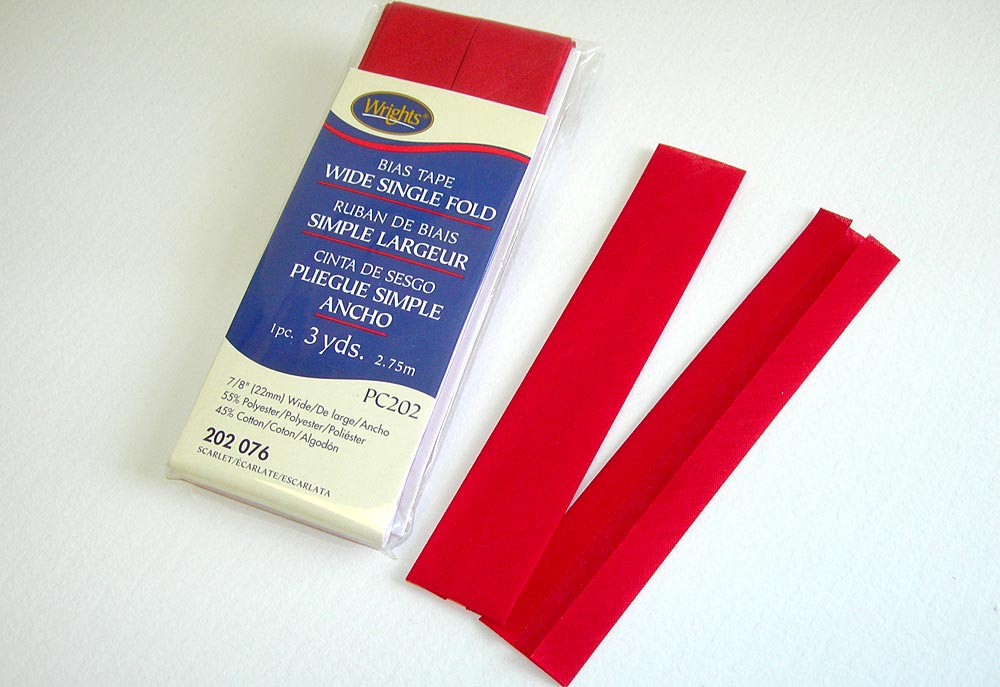 Wrights®
BIAS TAPE
WIDE SINGLE FOLD
RUBAN DE BIAIS
SIMPLE LARGEUR
CINTA DE SESGO
PLIEGUE SIMPLE
ANCHO
1pc. 3 yds. 2.75m
PC202
7/8" (22mm) Wide/De large/Ancho
55% Polyester/Polyester/Poliéster
45% Cotton/Coton/Algodón
202 076
SCARLET/ÉCARLATE/ESCARLATA